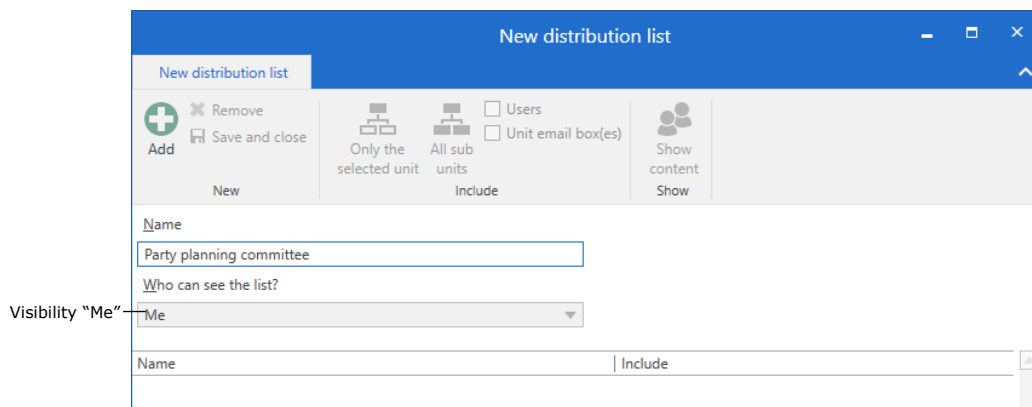 New distribution list
New distribution list
Add
Remove
Save and close
New
Only the
selected unit
All sub
units
Users
Unit email box(es)
Include
Show
content
Show
Name
Party planning committee
Who can see the list?
Visibility “Me”
Me
Name
Include